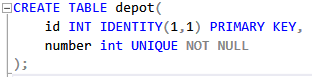 CREATE TABLE depot(
id INT IDENTITY(1,1) PRIMARY KEY,
number int UNIQUE NOT NULL
);